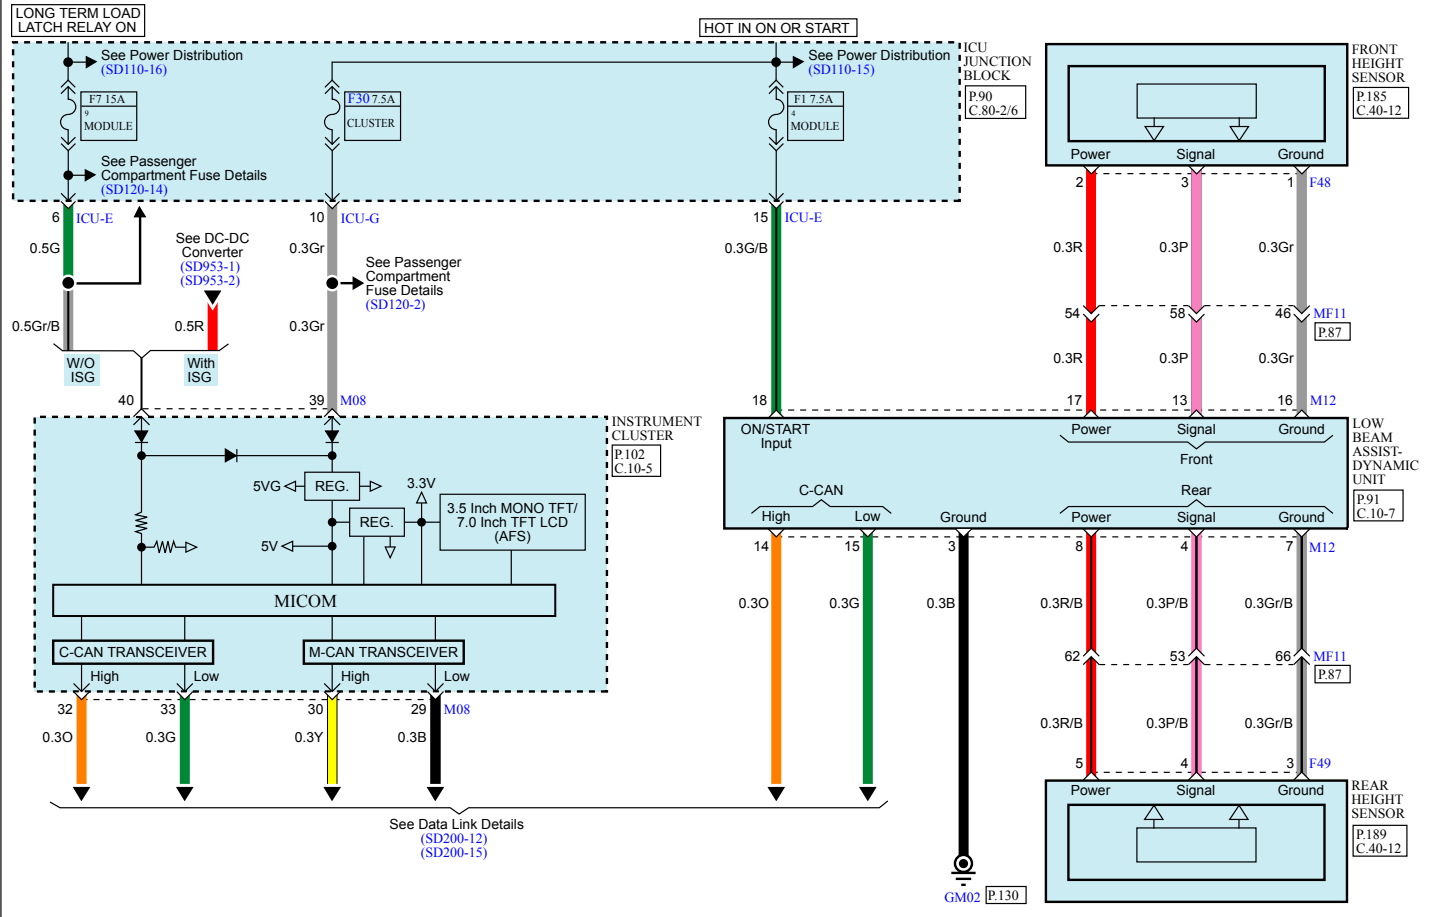 LONG TERM LOAD
LATCH RELAY ON
HOT IN ON OR START
See Power Distribution
(SD110-16)
See Power Distribution
(SD110-15)
ICU
JUNCTION
BLOCK
P.90
C.80-2/6
F7 15A
9
MODULE
F30 7.5A
CLUSTER
F1 7.5A
4
MODULE
See Passenger
Compartment Fuse Details
(SD120-14)
FRONT
HEIGHT
SENSOR
P.185
C.40-12
Power
Signal
Ground
2
3
1
F48
6
ICU-E
10
ICU-G
15
ICU-E
0.5G
See DC-DC
Converter
(SD953-1)
(SD953-2)
0.3Gr
See Passenger
Compartment
Fuse Details
(SD120-2)
0.3G/B
0.3R
0.3P
0.3Gr
54
58
46
MF11
P.87
0.5Gr/B
0.5R
0.3Gr
0.3R
0.3P
0.3Gr
W/O
ISG
With
ISG
40
39
M08
18
17
13
16
M12
INSTRUMENT
CLUSTER
P.102
C.10-5
ON/START
Input
Power
Signal
Ground
Front
LOW
BEAM
ASSIST-
DYNAMIC
UNIT
P.91
C.10-7
5VG
REG.
3.3V
REG.
5V
3.5 Inch MONO TFT/
7.0 Inch TFT LCD
(AFS)
C-CAN
High
Low
Ground
Rear
Power
Signal
Ground
14
15
3
8
4
7
M12
MICOM
C-CAN TRANSCEIVER
M-CAN TRANSCEIVER
High
Low
High
Low
0.3O
0.3G
0.3B
0.3R/B
0.3P/B
0.3Gr/B
62
53
66
MF11
P.87
32
33
30
29
M08
0.3O
0.3G
0.3Y
0.3B
0.3R/B
0.3P/B
0.3Gr/B
5
4
3
F49
Power
Signal
Ground
REAR
HEIGHT
SENSOR
P.189
C.40-12
See Data Link Details
(SD200-12)
(SD200-15)
GM02
P.130